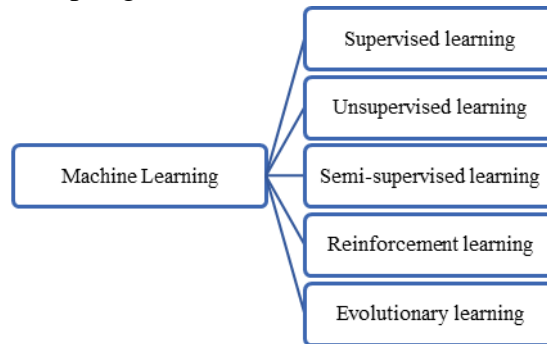 Supervised learning
Unsupervised learning
Machine Learning
Semi-supervised learning
Reinforcement learning
Evolutionary learning